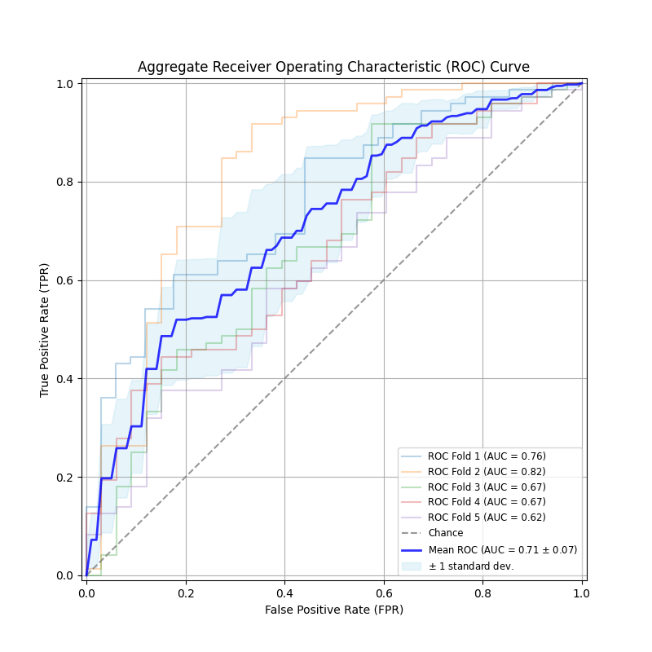 Aggregate Receiver Operating Characteristic (ROC) Curve
True Positive Rate (TPR)
1.0
0.8
0.6
0.4
0.2
0.0
0.0 0.2 0.4 0.6 0.8 1.0
False Positive Rate (FPR)
ROC Fold 1 (AUC = 0.76)
ROC Fold 2 (AUC = 0.82)
ROC Fold 3 (AUC = 0.67)
ROC Fold 4 (AUC = 0.67)
ROC Fold 5 (AUC = 0.62)
Chance
Mean ROC (AUC = 0.71 ± 0.07)
± 1 standard dev.